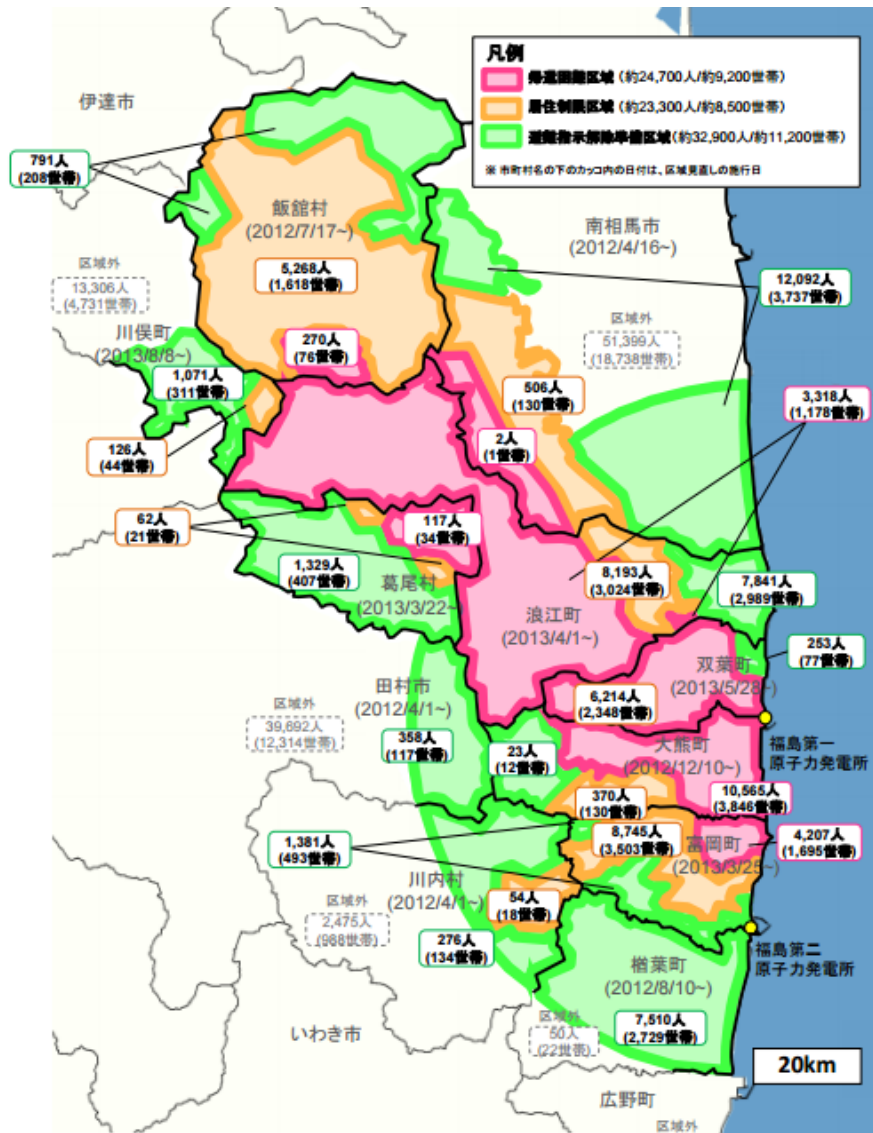 凡例
帰還困難区域 (約24,700人/約9,200世帯)
居住制限区域 (約23,300人/約8,500世帯)
避難指示解除準備区域(約32,900人/約11,200世帯)
※ 市町村名の下のカッコ内の日付は、区域見直しの施行日
伊達市
791人
(208世帯)
飯舘村
(2012/7/17~)
南相馬市
(2012/4/16~)
区域外
13,306人
(4,731世帯)
5,268人
(1,618世帯)
12,092人
(3,737世帯)
川俣町
(2013/8/8~)
270人
(76世帯)
区域外
51,399人
(18,738世帯)
1,071人
(311世帯)
506人
(130世帯)
3,318人
(1,178世帯)
126人
(44世帯)
2人
(1世帯)
62人
(21世帯)
117人
(34世帯)
1,329人
(407世帯)
葛尾村
(2013/3/22~)
8,193人
(3,024世帯)
7,841人
(2,989世帯)
浪江町
(2013/4/1~)
253人
(77世帯)
双葉町
(2013/5/28~)
田村市
(2012/4/1~)
6,214人
(2,348世帯)
区域外
39,692人
(12,314世帯)
358人
(117世帯)
23人
(12世帯)
大熊町
(2012/12/10~)
福島第一
原子力発電所
370人
(130世帯)
10,565人
(3,846世帯)
1,381人
(493世帯)
8,745人
(3,503世帯)
富岡町
(2013/3/25~)
4,207人
(1,695世帯)
川内村
(2012/4/1~)
54人
(18世帯)
区域外
2,475人
(988世帯)
276人
(134世帯)
福島第二
原子力発電所
楢葉町
(2012/8/10~)
いわき市
区域外
50人
(22世帯)
7,510人
(2,729世帯)
20km
広野町
区域外